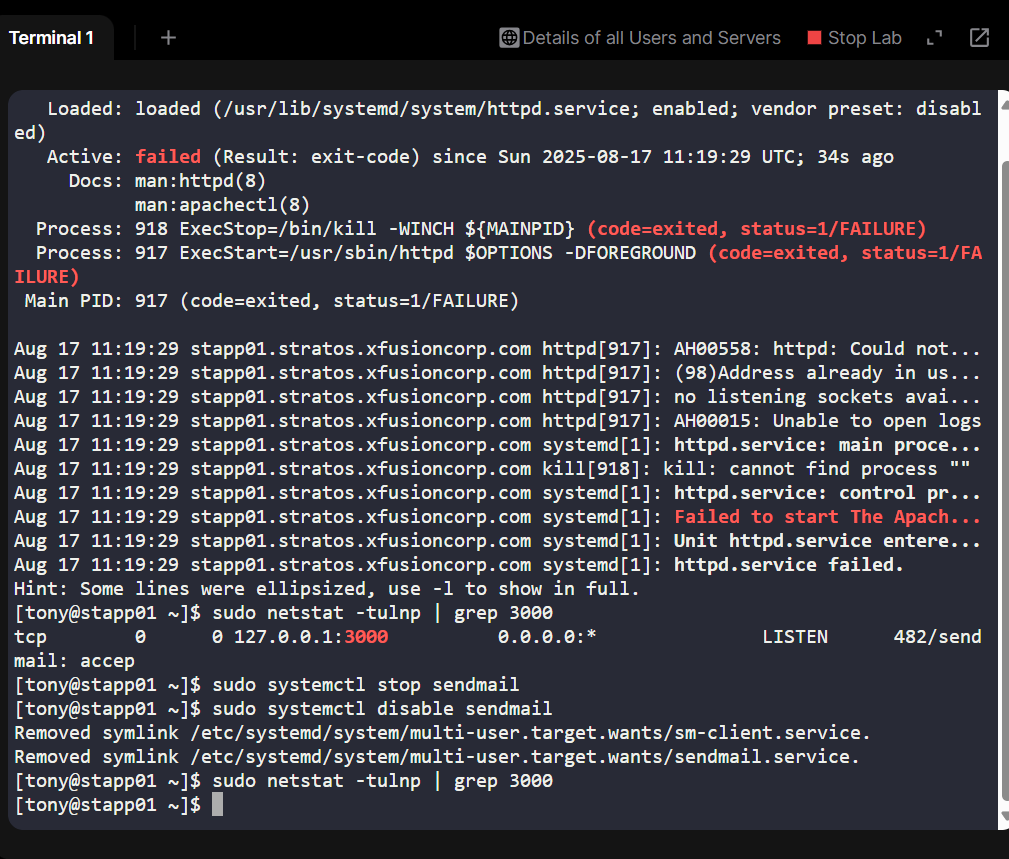 Terminal 1
+
Details of all Users and Servers
Stop Lab
Loaded: loaded (/usr/lib/systemd/system/httpd.service; enabled; vendor preset: disabl
ed)
Active: failed (Result: exit-code) since Sun 2025-08-17 11:19:29 UTC; 34s ago
Docs: man:httpd(8)
man:apachectl(8)
Process: 918 ExecStop=/bin/kill -WINCH ${MAINPID} (code=exited, status=1/FAILURE)
Process: 917 ExecStart=/usr/sbin/httpd $OPTIONS -DFOREGROUND (code=exited, status=1/FA
ILURE)
Main PID: 917 (code=exited, status=1/FAILURE)
Aug 17 11:19:29 stapp01.stratos.xfusioncorp.com httpd[917]: AH00558: httpd: Could not...
Aug 17 11:19:29 stapp01.stratos.xfusioncorp.com httpd[917]: (98)Address already in us...
Aug 17 11:19:29 stapp01.stratos.xfusioncorp.com httpd[917]: no listening sockets avai...
Aug 17 11:19:29 stapp01.stratos.xfusioncorp.com httpd[917]: AH00015: Unable to open logs
Aug 17 11:19:29 stapp01.stratos.xfusioncorp.com systemd[1]: httpd.service: main proce...
Aug 17 11:19:29 stapp01.stratos.xfusioncorp.com kill[918]: kill: cannot find process ""
Aug 17 11:19:29 stapp01.stratos.xfusioncorp.com systemd[1]: httpd.service: control pr...
Aug 17 11:19:29 stapp01.stratos.xfusioncorp.com systemd[1]: Failed to start The Apach...
Aug 17 11:19:29 stapp01.stratos.xfusioncorp.com systemd[1]: Unit httpd.service entere...
Aug 17 11:19:29 stapp01.stratos.xfusioncorp.com systemd[1]: httpd.service failed.
Hint: Some lines were ellipsized, use -l to show in full.
[tony@stapp01 ~]$ sudo netstat -tulnp | grep 3000
tcp        0      0 127.0.0.1:3000          0.0.0.0:*               LISTEN      482/send
mail: accep
[tony@stapp01 ~]$ sudo systemctl stop sendmail
[tony@stapp01 ~]$ sudo systemctl disable sendmail
Removed symlink /etc/systemd/system/multi-user.target.wants/sm-client.service.
Removed symlink /etc/systemd/system/multi-user.target.wants/sendmail.service.
[tony@stapp01 ~]$ sudo netstat -tulnp | grep 3000
[tony@stapp01 ~]$